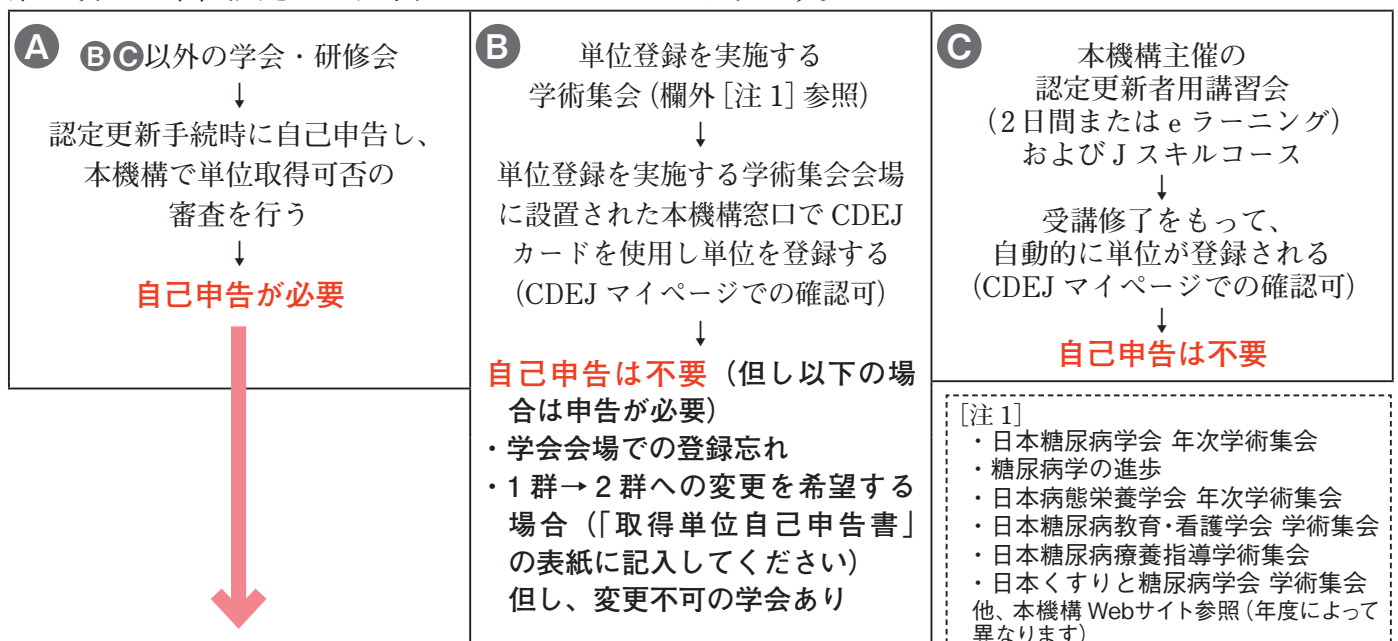 A ⒷⒸ以外の学会・研修会
↓
認定更新手続時に自己申告し、
本機構で単位取得可否の
審査を行う
↓
自己申告が必要
B 単位登録を実施する
学術集会（欄外［注1］参照）
↓
単位登録を実施する学術集会会場
に設置された本機構窓口で CDEJ
カードを使用し単位を登録する
（CDEJ マイページでの確認可）
↓
自己申告は不要（但し以下の場
合は申告が必要）
・学会会場での登録忘れ
・1群→2群への変更を希望する
場合（「取得単位自己申告書」
の表紙に記入してください）
但し、変更不可の学会あり
C 本機構主催の
認定更新者用講習会
（2日間または e ラーニング）
および J スキルコース
↓
受講修了をもって、
自動的に単位が登録される
（CDEJ マイページでの確認可）
↓
自己申告は不要
［注1］
・日本糖尿病学会 年次学術集会
・糖尿病学の進歩
・日本病態栄養学会 年次学術集会
・日本糖尿病教育・看護学会 学術集会
・日本糖尿病療養指導学術集会
・日本くすりと糖尿病学会 学術集会
他、本機構 Webサイト参照（年度によって
異なります）